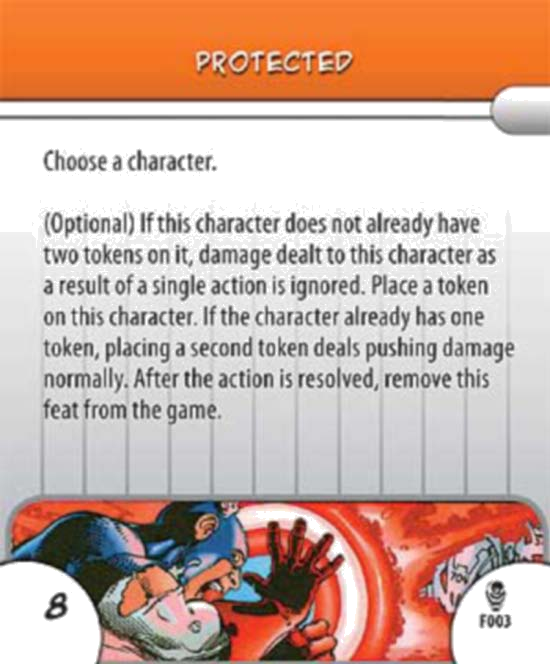 PROTECTED
Choose a character.
(Optional) If this character does not already have
two tokens on it, damage dealt to this character as
a result of a single action is ignored. Place a token
on this character. If the character already has one
token, placing a second token deals pushing damage
normally. After the action is resolved, remove this
feat from the game.
8
F003